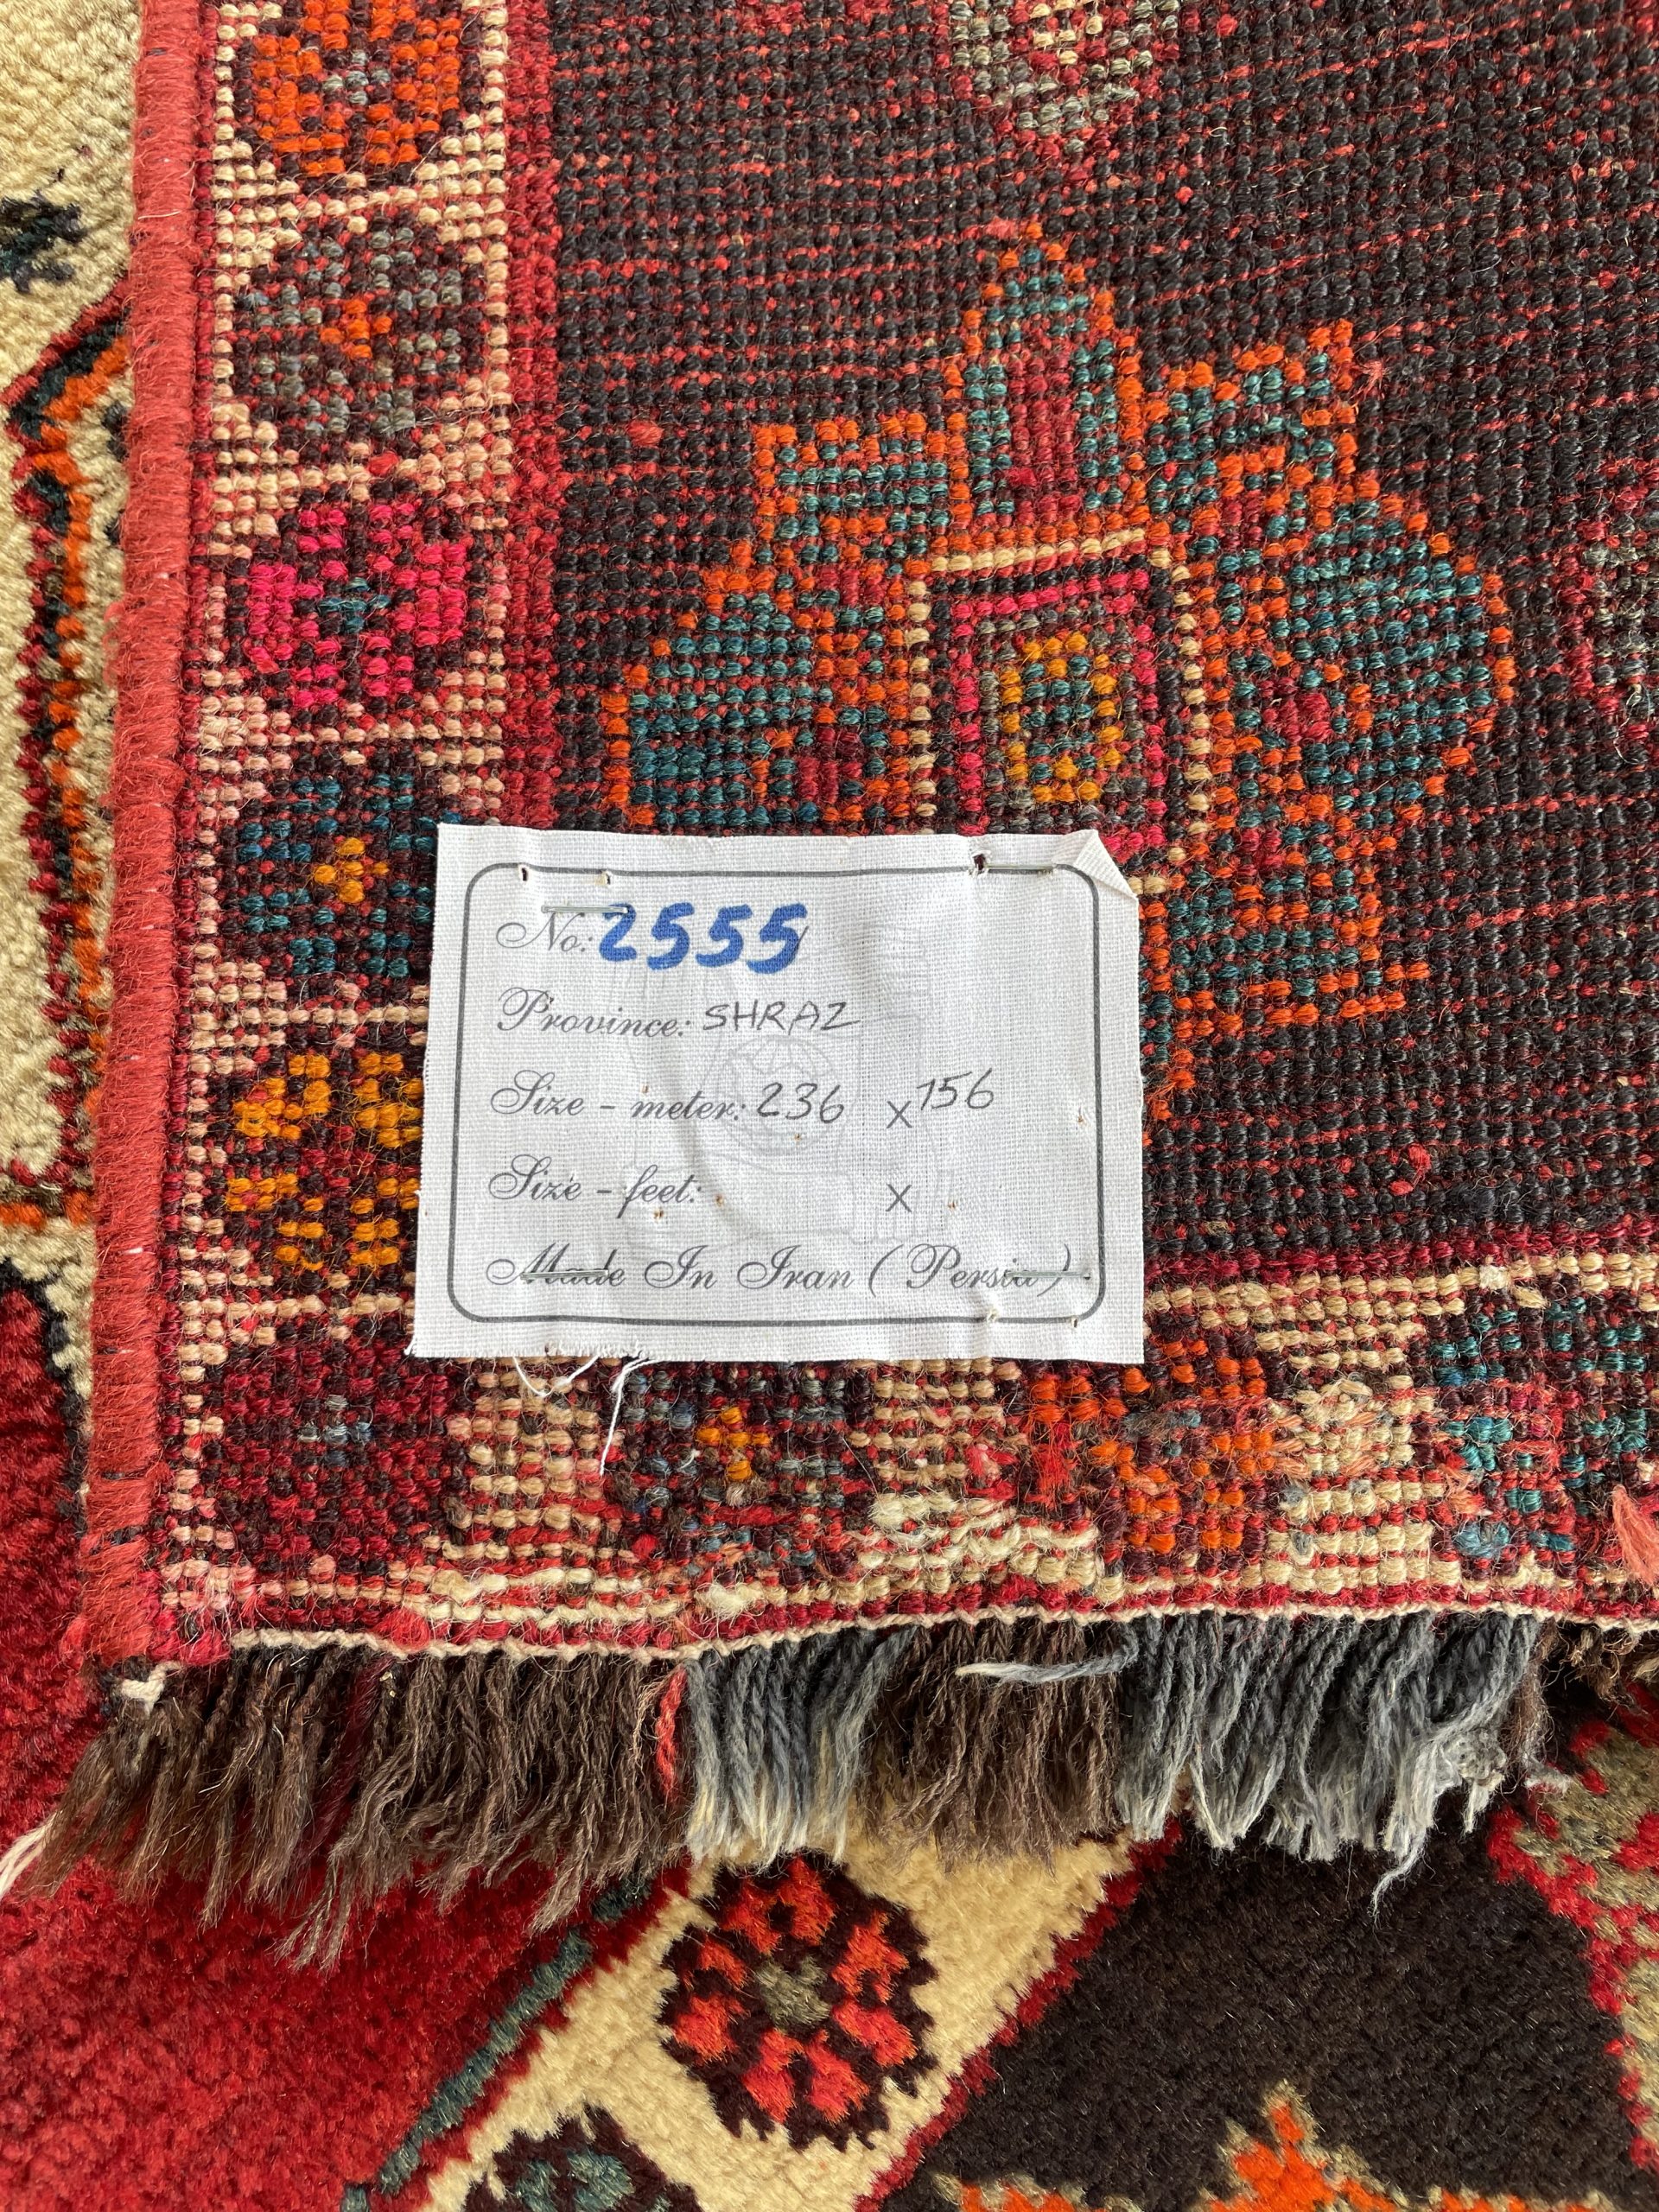 No: 2555
Province: SHRAZ
Size - meter: 236 x 156
Size - feet: x
Made In Iran (Persia)